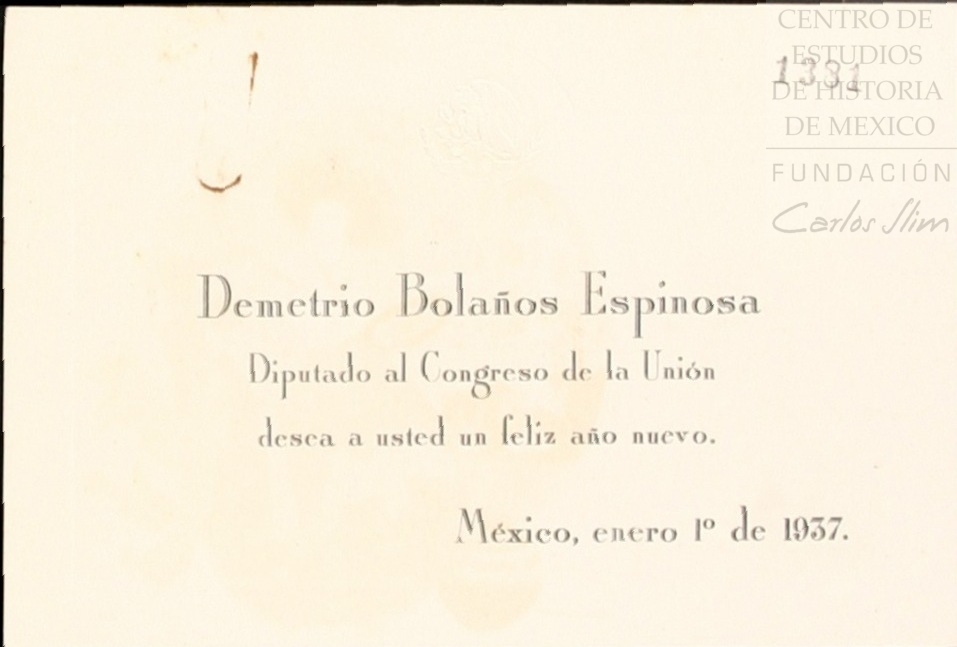 CENTRO DE
ESTUDIOS
1381
DE HISTORIA
DE MEXICO
FUNDACIÓN
Carlos Slim
Demetrio Bolaños Espinosa
Diputado al Congreso de la Unión
desea a usted un feliz año nuevo.
México, enero 1º de 1937.